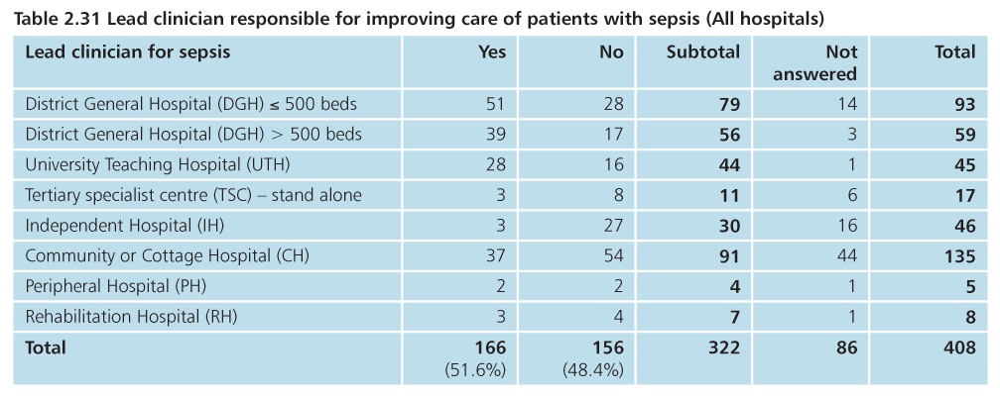 Table 2.31 Lead clinician responsible for improving care of patients with sepsis (All hospitals)
Lead clinician for sepsis Yes No Subtotal Not answered Total
District General Hospital (DGH) ≤ 500 beds 51 28 79 14 93
District General Hospital (DGH) > 500 beds 39 17 56 3 59
University Teaching Hospital (UTH) 28 16 44 1 45
Tertiary specialist centre (TSC) – stand alone 3 8 11 6 17
Independent Hospital (IH) 3 27 30 16 46
Community or Cottage Hospital (CH) 37 54 91 44 135
Peripheral Hospital (PH) 2 2 4 1 5
Rehabilitation Hospital (RH) 3 4 7 1 8
Total 166 156 322 86 408
(51.6%) (48.4%)